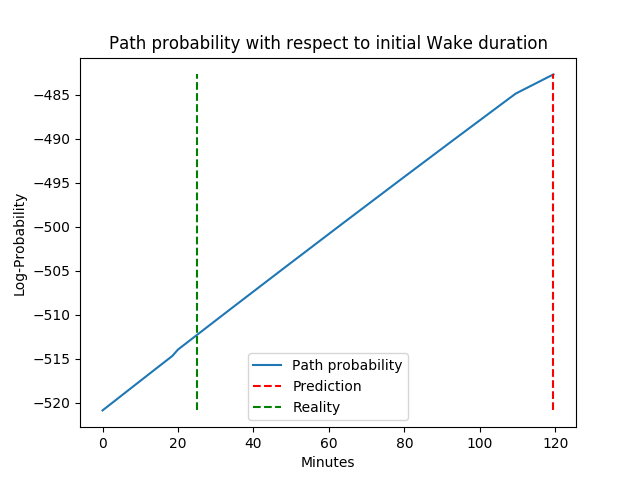 Path probability with respect to initial Wake duration
−485
−490
−495
−500
−505
−510
−515
−520
Log-Probability
Path probability
Prediction
Reality
0 20 40 60 80 100 120
Minutes